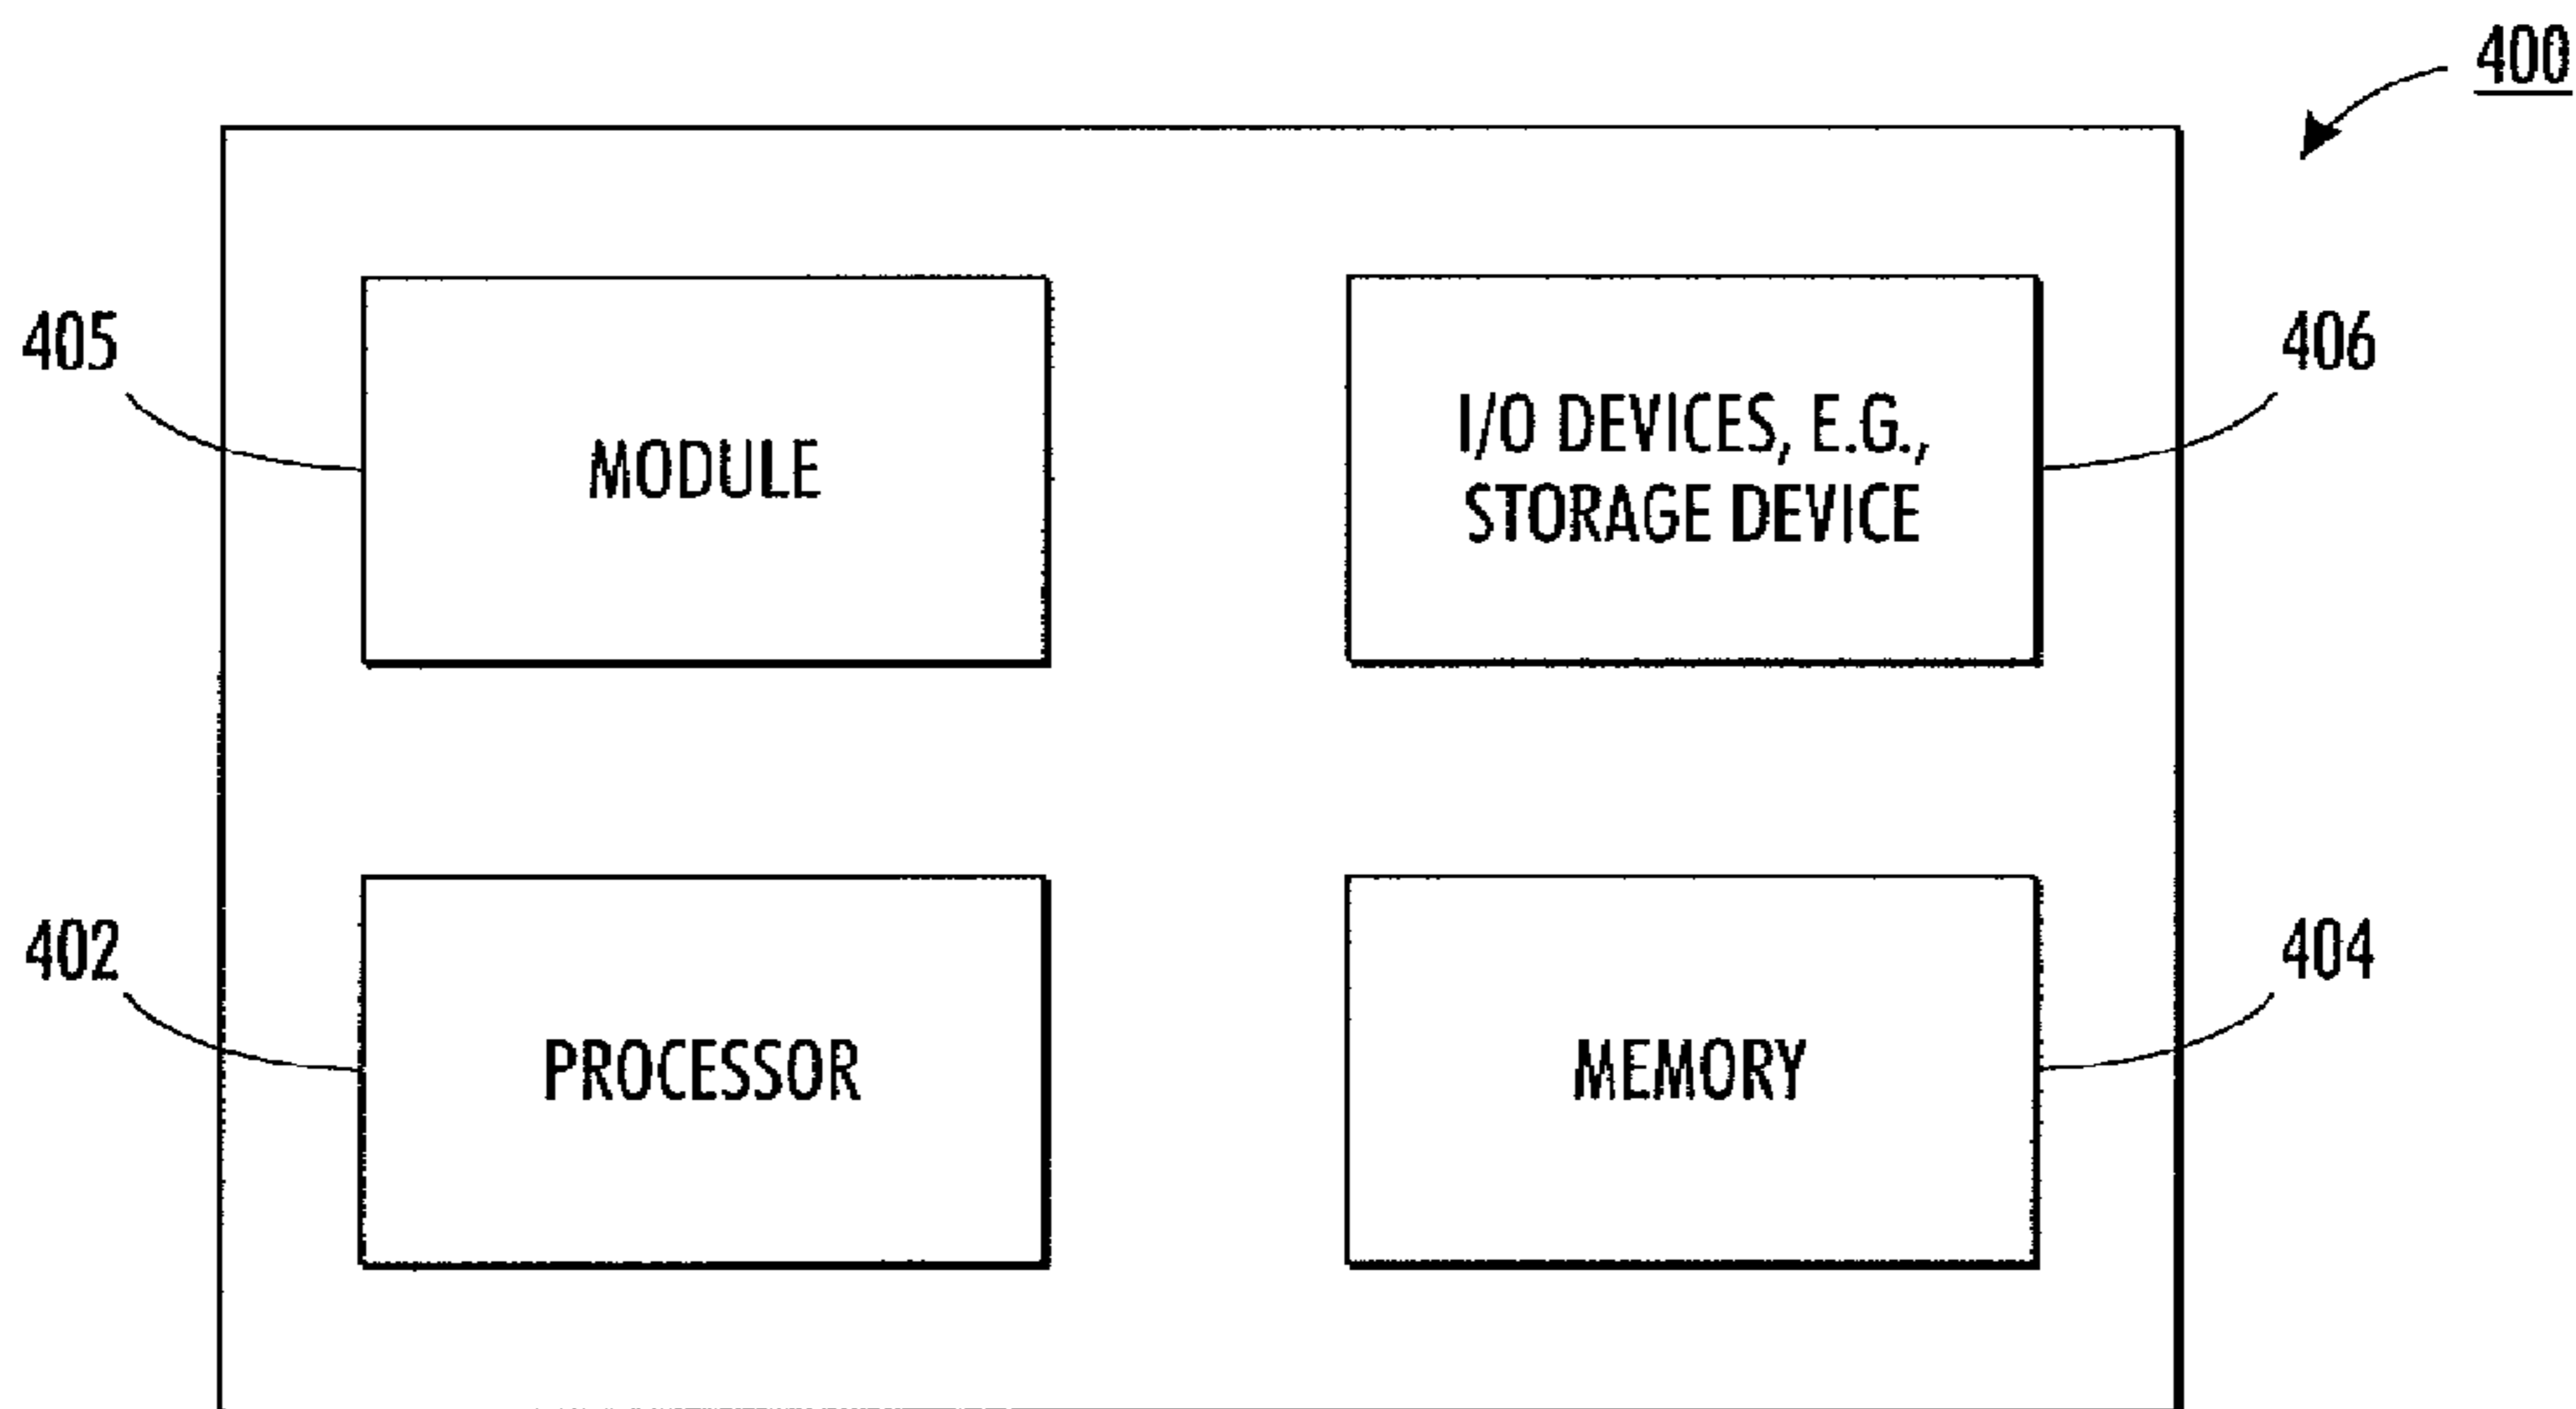 400
405
MODULE
I/O DEVICES, E.G.,
STORAGE DEVICE
406
402
PROCESSOR
MEMORY
404